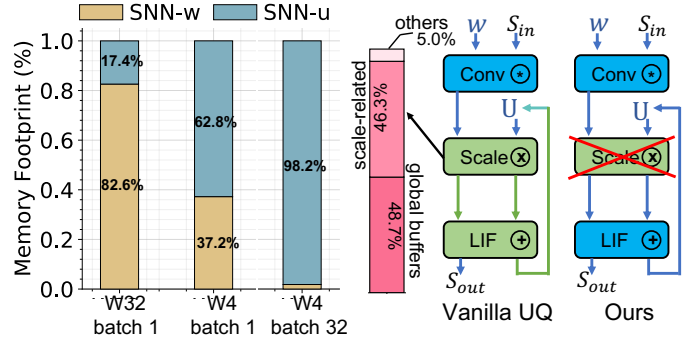 SNN-w SNN-u
Memory Footprint (%)
1.0
0.8
0.6
0.4
0.2
0.0
17.4%
82.6%
62.8%
37.2%
98.2%
W32
batch 1
W4
batch 1
W4
batch 32
others
5.0%
scale-related
46.3%
global buffers
48.7%
w S_in
Conv *
U
Scale x
LIF +
S_out
Vanilla UQ
w S_in
Conv *
U
Scale x
LIF +
S_out
Ours